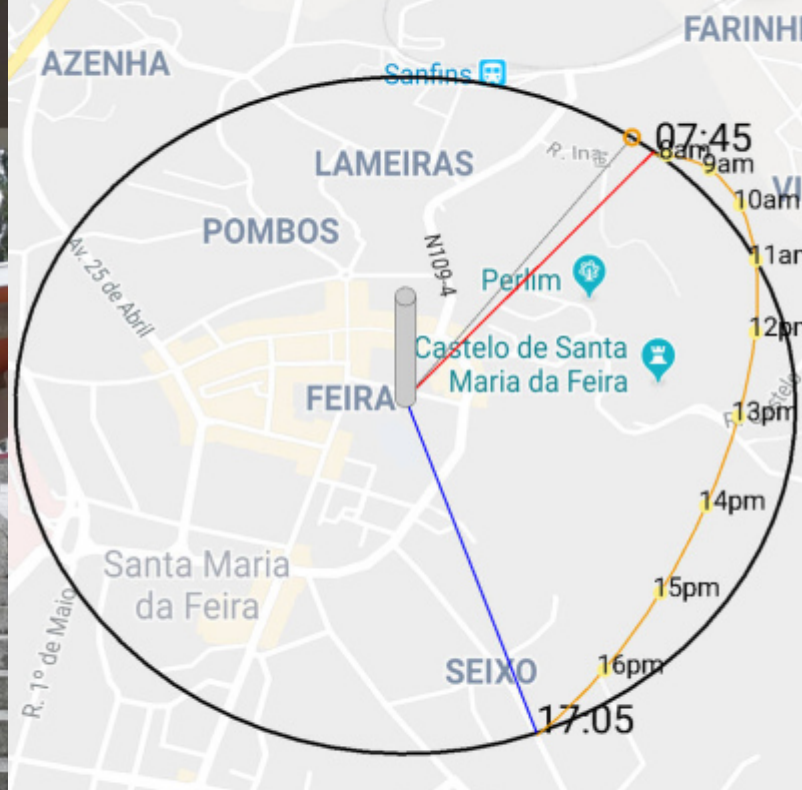 FARINH
AZENHA
Sanfins
07:45
R. Iná
8am
9am
LAMEIRAS
10am
POMBOS
N109-4
11am
Av. 25 de Abril
Perlim
12pm
Castelo de Santa
Maria da Feira
FEIRA
13pm
14pm
Santa Maria
da Feira
15pm
R. 1º de Maio
SEIXO
16pm
17:05